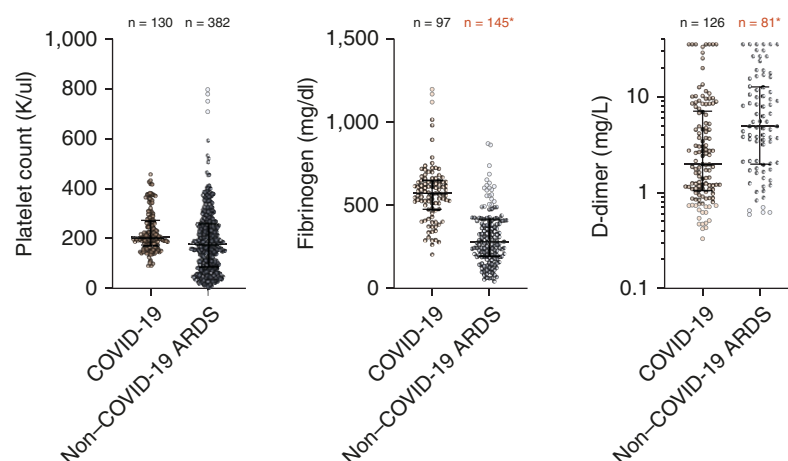 n = 130 n = 382
Platelet count (K/ul)
1,000
800
600
400
200
0
COVID-19
Non–COVID-19 ARDS
n = 97 n = 145*
Fibrinogen (mg/dl)
1,500
1,000
500
0
COVID-19
Non–COVID-19 ARDS
n = 126 n = 81*
D-dimer (mg/L)
10
1
0.1
COVID-19
Non–COVID-19 ARDS